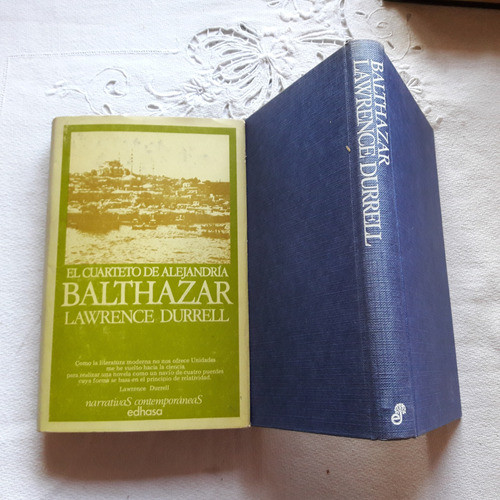 EL CUARTETO DE ALEJANDRÍA
BALTHAZAR
LAWRENCE DURRELL
Como la literatura moderna no nos ofrece Unidades
me he vuelto hacia la ciencia
para realizar una novela como un navío de cuatro puentes
cuya forma se basa en el principio de relatividad.
Lawrence Durrell
narrativaS contemporáneaS
edhasa
BALTHAZAR
LAWRENCE DURRELL
e